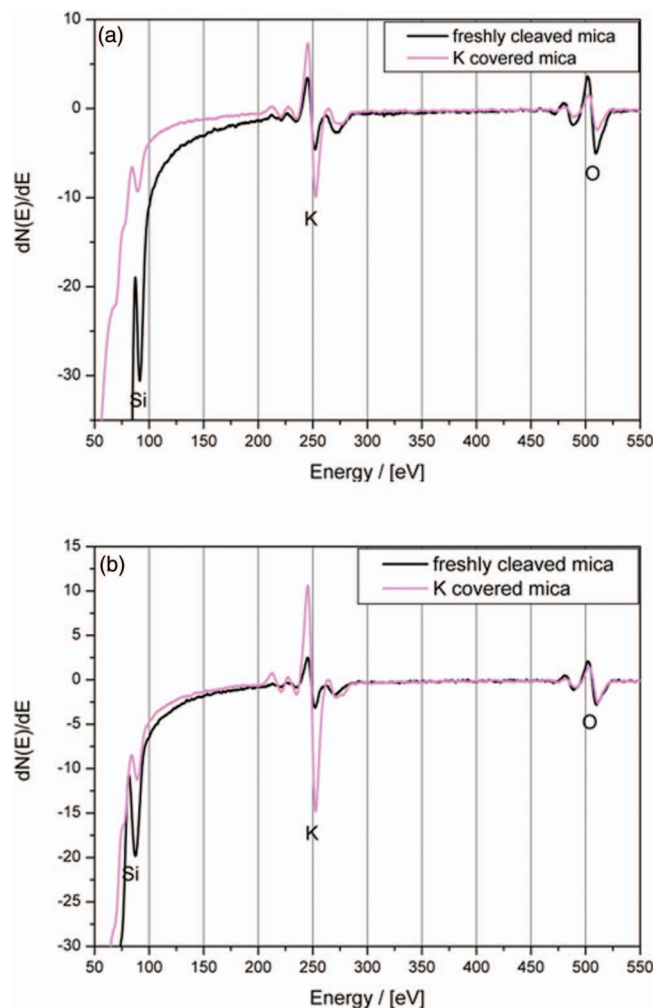 (a)
freshly cleaved mica
K covered mica
10
0
-10
-20
-30
dN(E)/dE
Si
K
O
50 100 150 200 250 300 350 400 450 500 550
Energy / [eV]
(b)
freshly cleaved mica
K covered mica
15
10
5
0
-5
-10
-15
-20
-25
-30
dN(E)/dE
Si
K
O
50 100 150 200 250 300 350 400 450 500 550
Energy / [eV]